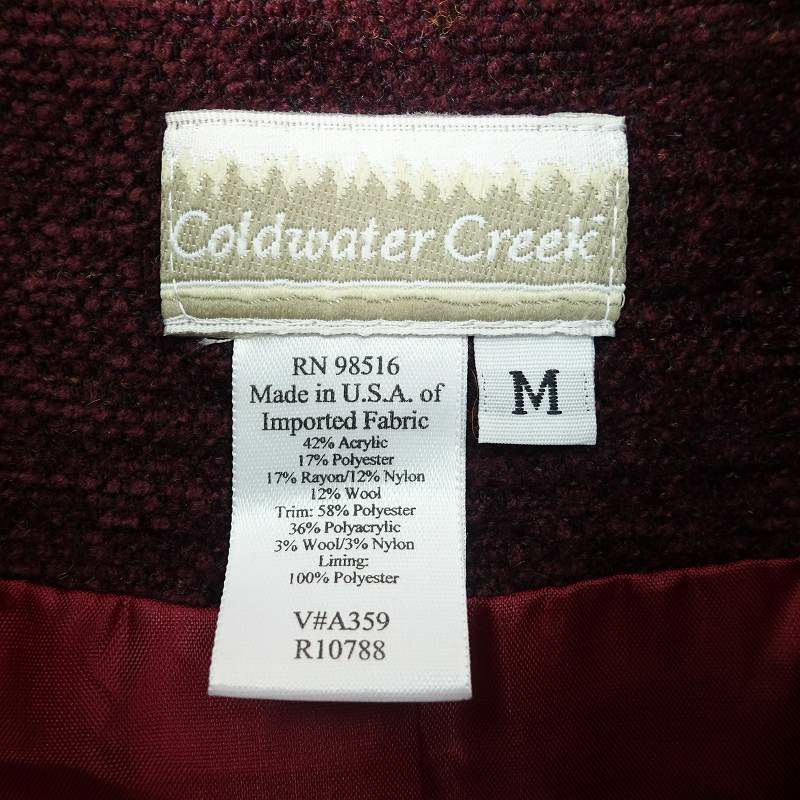 Coldwater Creek
RN 98516
Made in U.S.A. of
Imported Fabric
42% Acrylic
17% Polyester
17% Rayon/12% Nylon
12% Wool
Trim: 58% Polyester
36% Polyacrylic
3% Wool/3% Nylon
Lining:
100% Polyester
V#A359
R10788
M